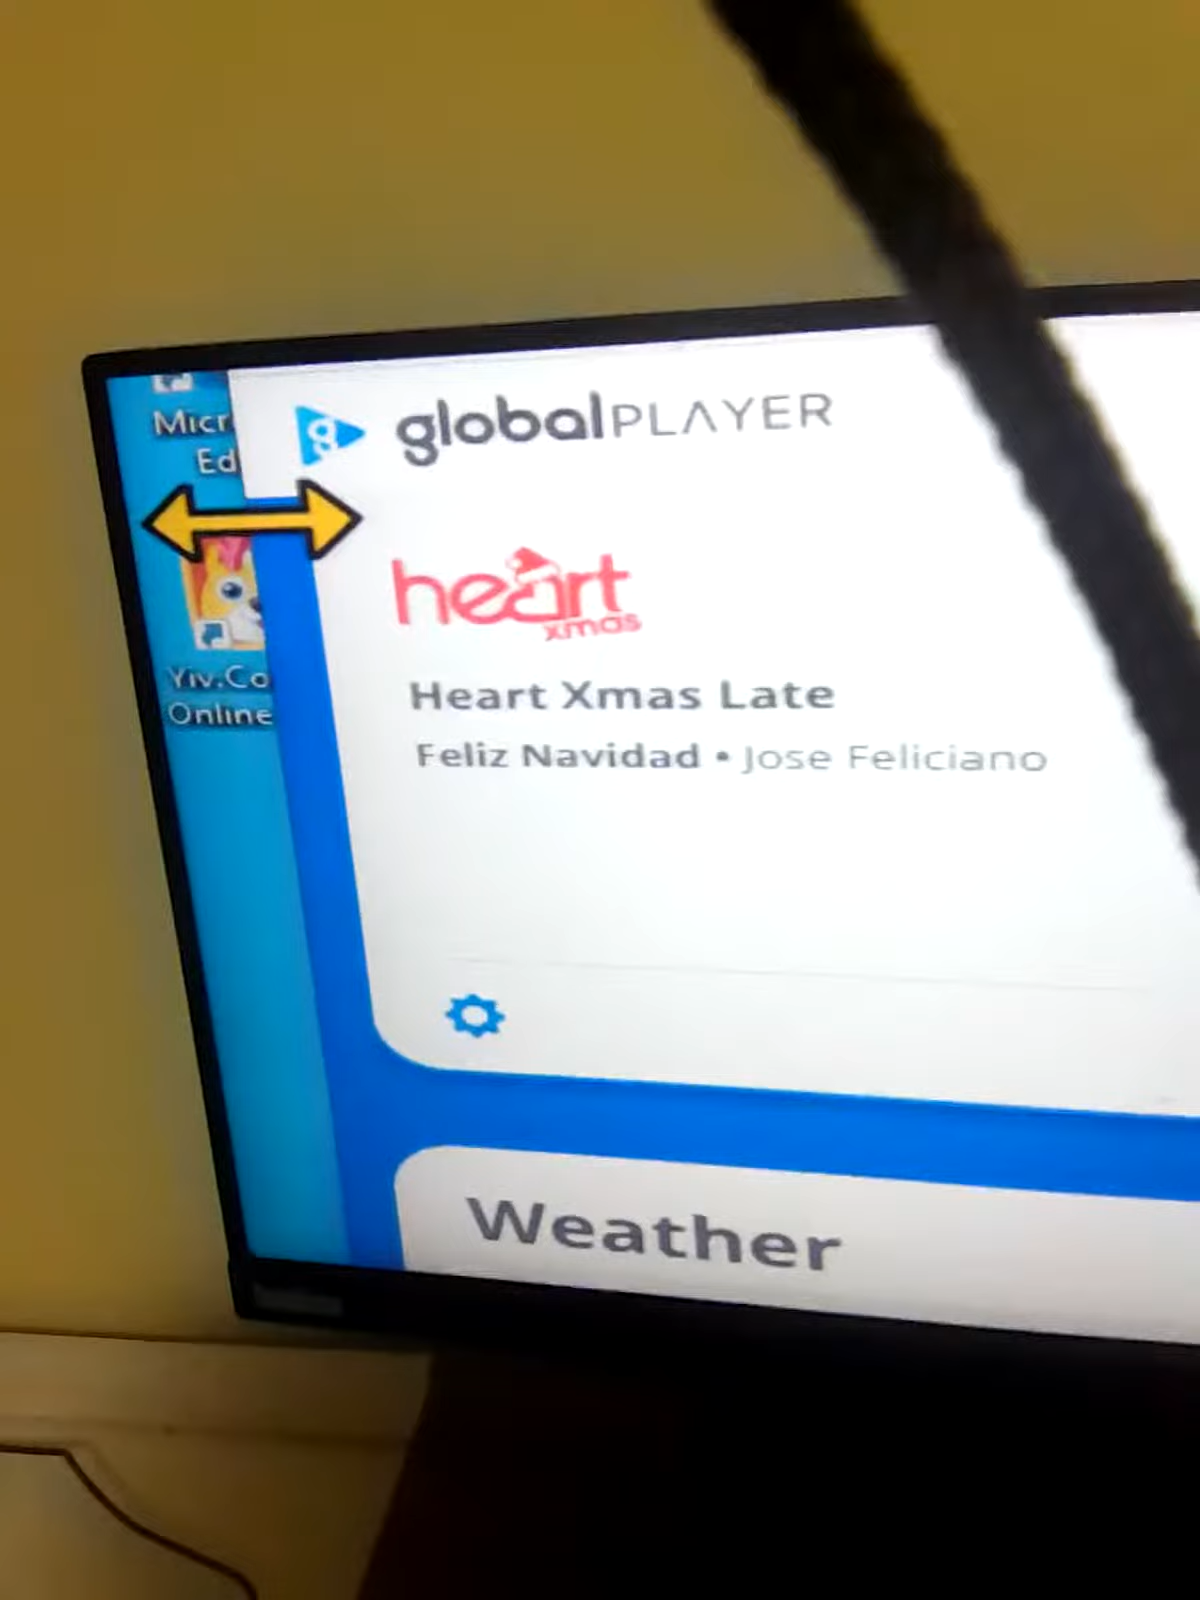 Micr
Ed
globalPLAYER
heart
xmas
Yiv.Co
Online
Heart Xmas Late
Feliz Navidad • Jose Feliciano
Weather